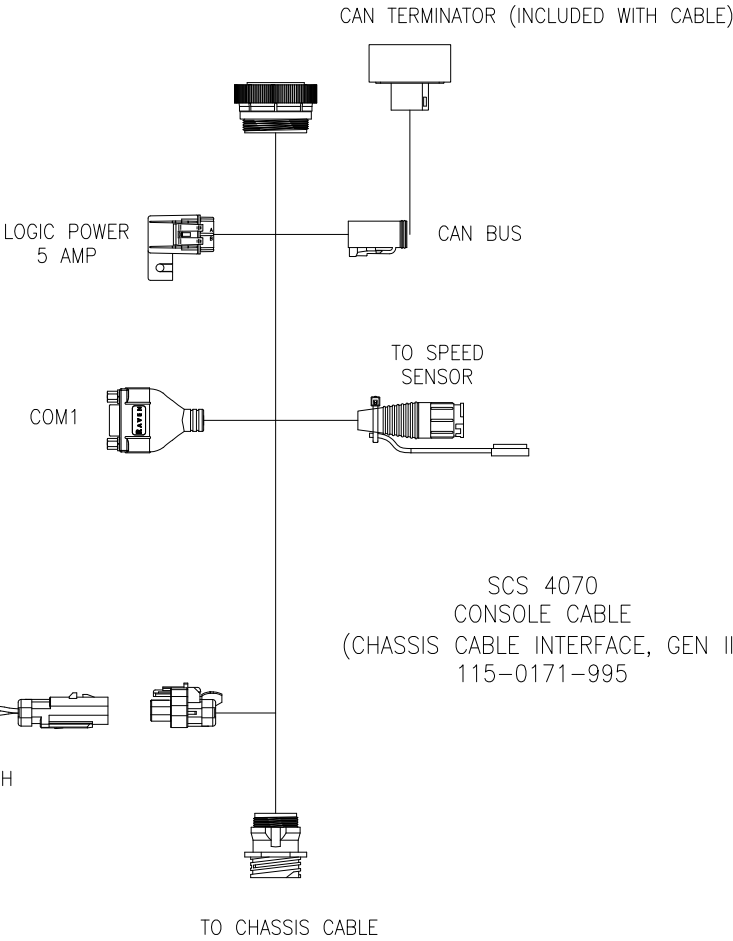 CAN TERMINATOR (INCLUDED WITH CABLE)
LOGIC POWER
5 AMP
CAN BUS
TO SPEED
SENSOR
COM1
RAVEN
SCS 4070
CONSOLE CABLE
(CHASSIS CABLE INTERFACE, GEN II
115-0171-995
H
TO CHASSIS CABLE